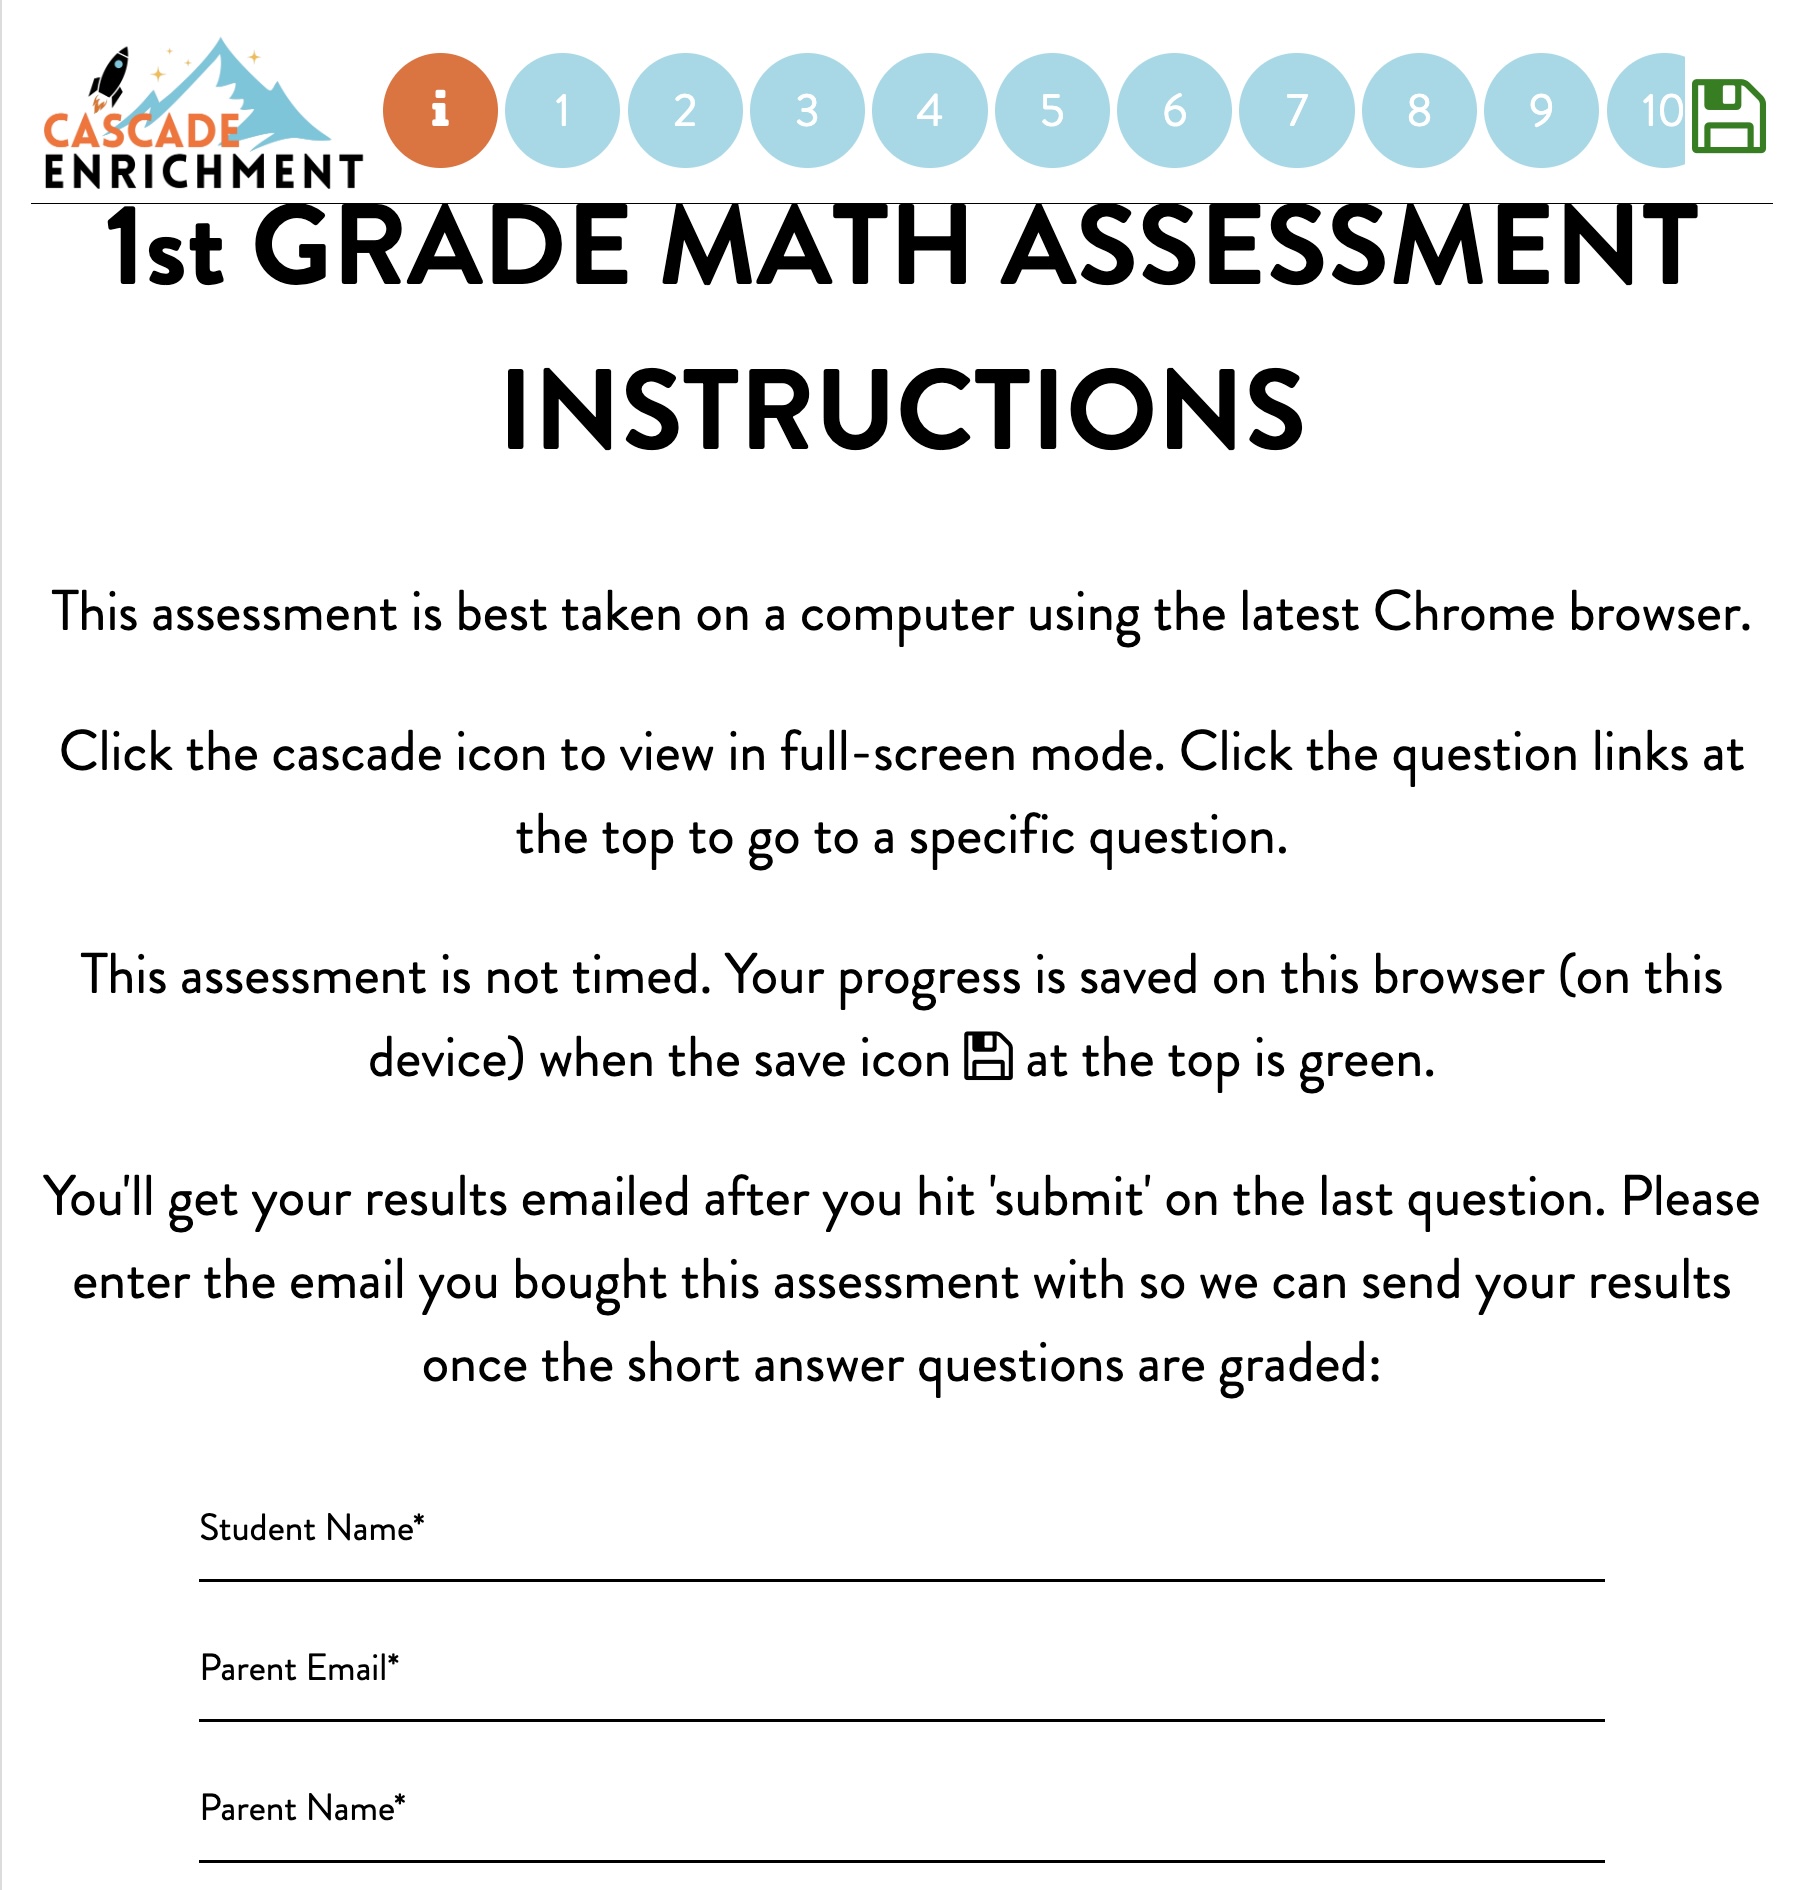 CASCADE
ENRICHMENT
i 1 2 3 4 5 6 7 8 9 10
1st GRADE MATH ASSESSMENT
INSTRUCTIONS
This assessment is best taken on a computer using the latest Chrome browser.
Click the cascade icon to view in full-screen mode. Click the question links at
the top to go to a specific question.
This assessment is not timed. Your progress is saved on this browser (on this
device) when the save icon at the top is green.
You'll get your results emailed after you hit 'submit' on the last question. Please
enter the email you bought this assessment with so we can send your results
once the short answer questions are graded:
Student Name*
Parent Email*
Parent Name*